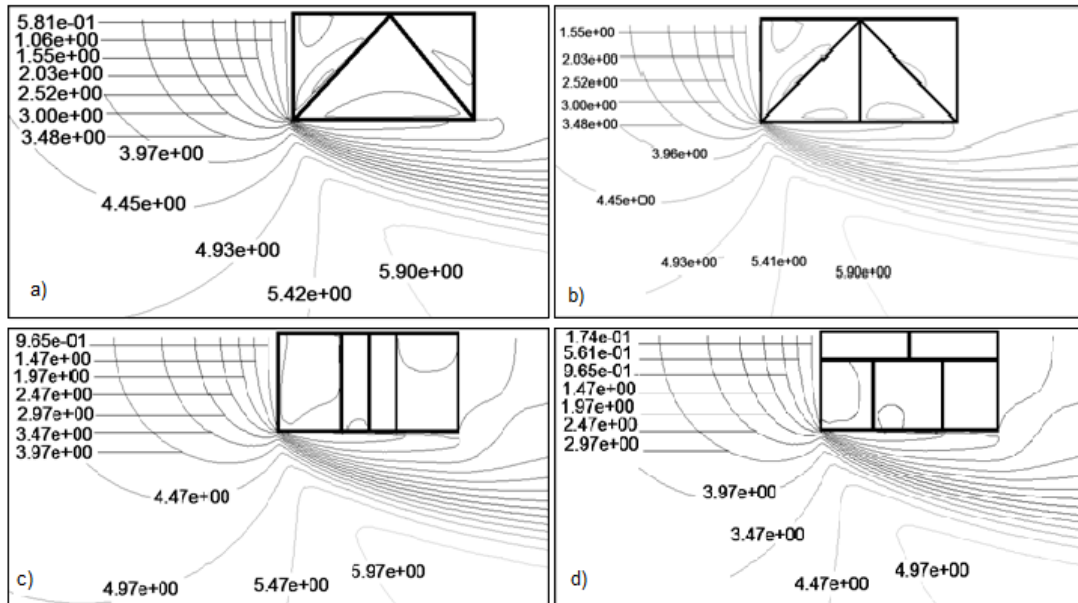 5.81e-01
1.06e+00
1.55e+00
2.03e+00
2.52e+00
3.00e+00
3.48e+00
3.97e+00
4.45e+00
4.93e+00
5.42e+00
5.90e+00
a)
1.55e+00
2.03e+00
2.52e+00
3.00e+00
3.48e+00
3.96e+00
4.45e+00
4.93e+00
5.41e+00
5.90e+00
b)
9.65e-01
1.47e+00
1.97e+00
2.47e+00
2.97e+00
3.47e+00
3.97e+00
4.47e+00
4.97e+00
5.47e+00
5.97e+00
c)
1.74e-01
5.61e-01
9.65e-01
1.47e+00
1.97e+00
2.47e+00
2.97e+00
3.97e+00
3.47e+00
4.47e+00
4.97e+00
d)